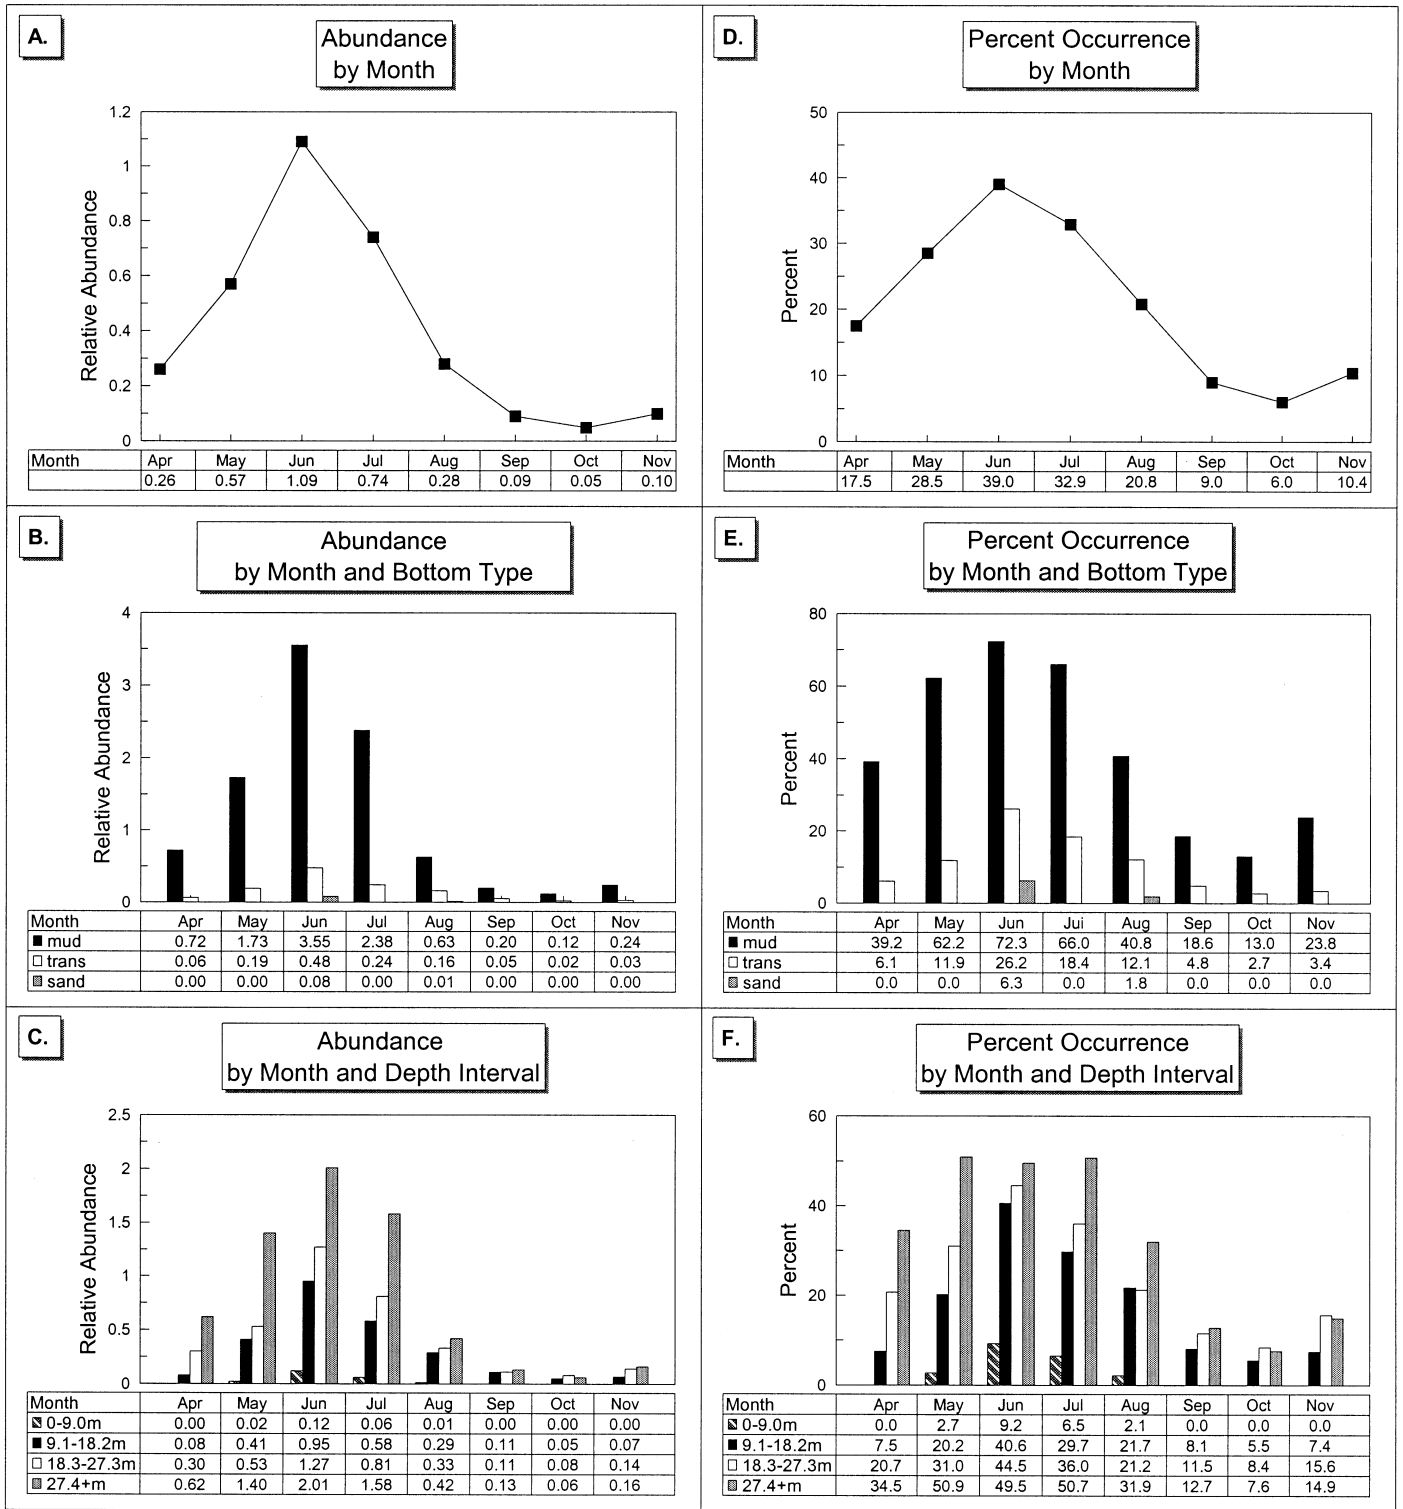 A.
Abundance
by Month
1.2
1
0.8
0.6
0.4
0.2
0
Relative Abundance
Month Apr May Jun Jul Aug Sep Oct Nov
0.26 0.57 1.09 0.74 0.28 0.09 0.05 0.10
D.
Percent Occurrence
by Month
50
40
30
20
10
0
Percent
Month Apr May Jun Jul Aug Sep Oct Nov
17.5 28.5 39.0 32.9 20.8 9.0 6.0 10.4
B.
Abundance
by Month and Bottom Type
4
3
2
1
0
Relative Abundance
Month Apr May Jun Jul Aug Sep Oct Nov
mud 0.72 1.73 3.55 2.38 0.63 0.20 0.12 0.24
trans 0.06 0.19 0.48 0.24 0.16 0.05 0.02 0.03
sand 0.00 0.00 0.08 0.00 0.01 0.00 0.00 0.00
E.
Percent Occurrence
by Month and Bottom Type
80
60
40
20
0
Percent
Month Apr May Jun Jui Aug Sep Oct Nov
mud 39.2 62.2 72.3 66.0 40.8 18.6 13.0 23.8
trans 6.1 11.9 26.2 18.4 12.1 4.8 2.7 3.4
sand 0.0 0.0 6.3 0.0 1.8 0.0 0.0 0.0
C.
Abundance
by Month and Depth Interval
2.5
2
1.5
1
0.5
0
Relative Abundance
Month Apr May Jun Jul Aug Sep Oct Nov
0-9.0m 0.00 0.02 0.12 0.06 0.01 0.00 0.00 0.00
9.1-18.2m 0.08 0.41 0.95 0.58 0.29 0.11 0.05 0.07
18.3-27.3m 0.30 0.53 1.27 0.81 0.33 0.11 0.08 0.14
27.4+m 0.62 1.40 2.01 1.58 0.42 0.13 0.06 0.16
F.
Percent Occurrence
by Month and Depth Interval
60
40
20
0
Percent
Month Apr May Jun Jul Aug Sep Oct Nov
0-9.0m 0.0 2.7 9.2 6.5 2.1 0.0 0.0 0.0
9.1-18.2m 7.5 20.2 40.6 29.7 21.7 8.1 5.5 7.4
18.3-27.3m 20.7 31.0 44.5 36.0 21.2 11.5 8.4 15.6
27.4+m 34.5 50.9 49.5 50.7 31.9 12.7 7.6 14.9